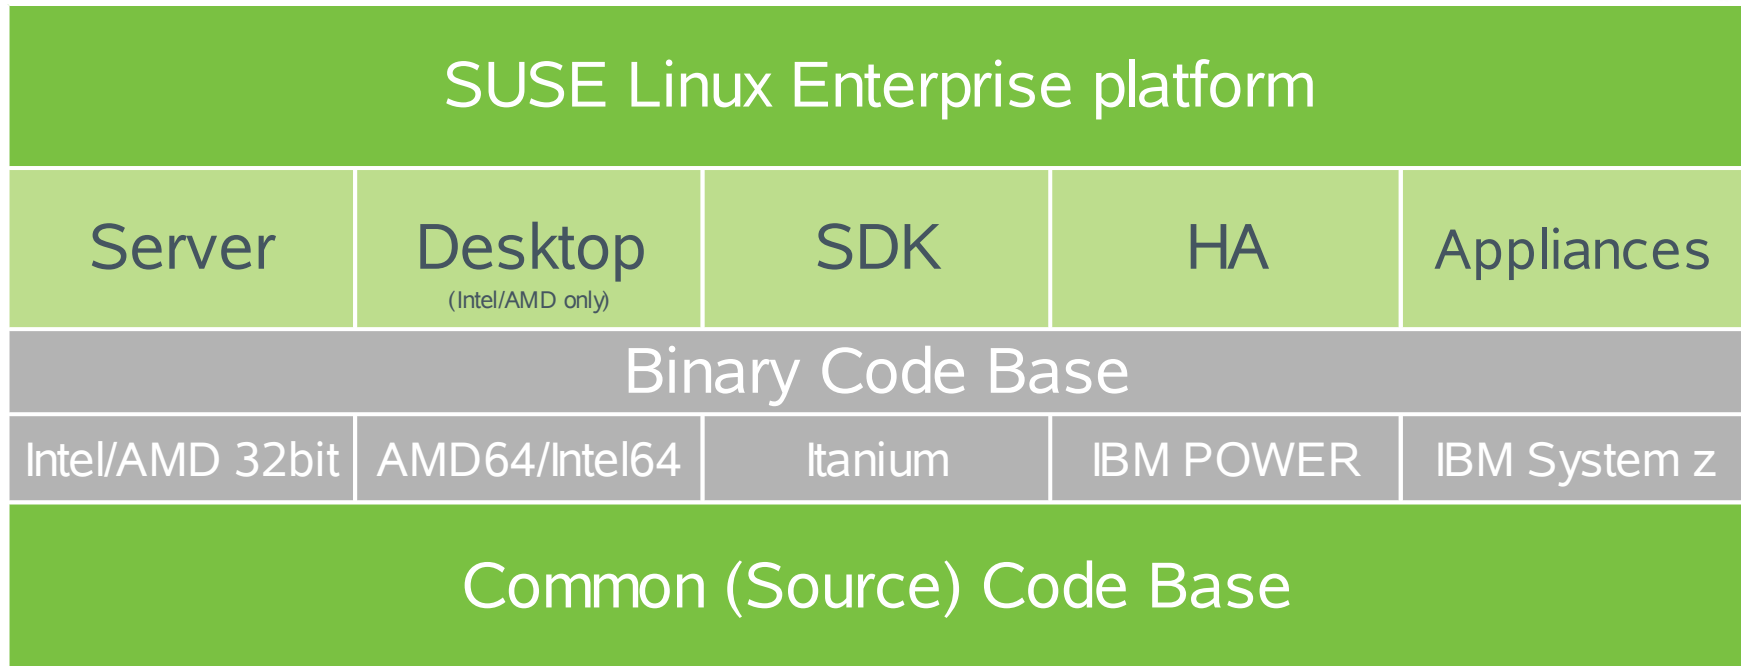 SUSE Linux Enterprise platform
Server
Desktop
(Intel/AMD only)
SDK
HA
Appliances
Binary Code Base
Intel/AMD 32bit
AMD64/Intel64
Itanium
IBM POWER
IBM System z
Common (Source) Code Base